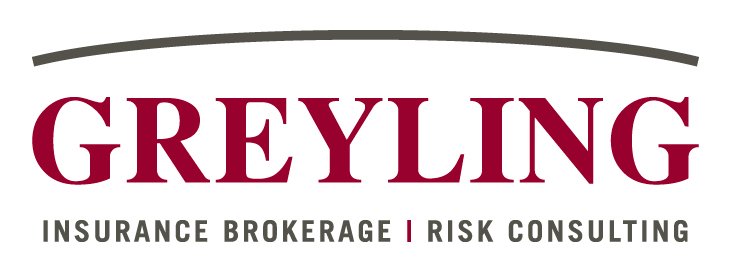 GREYLING
INSURANCE BROKERAGE | RISK CONSULTING